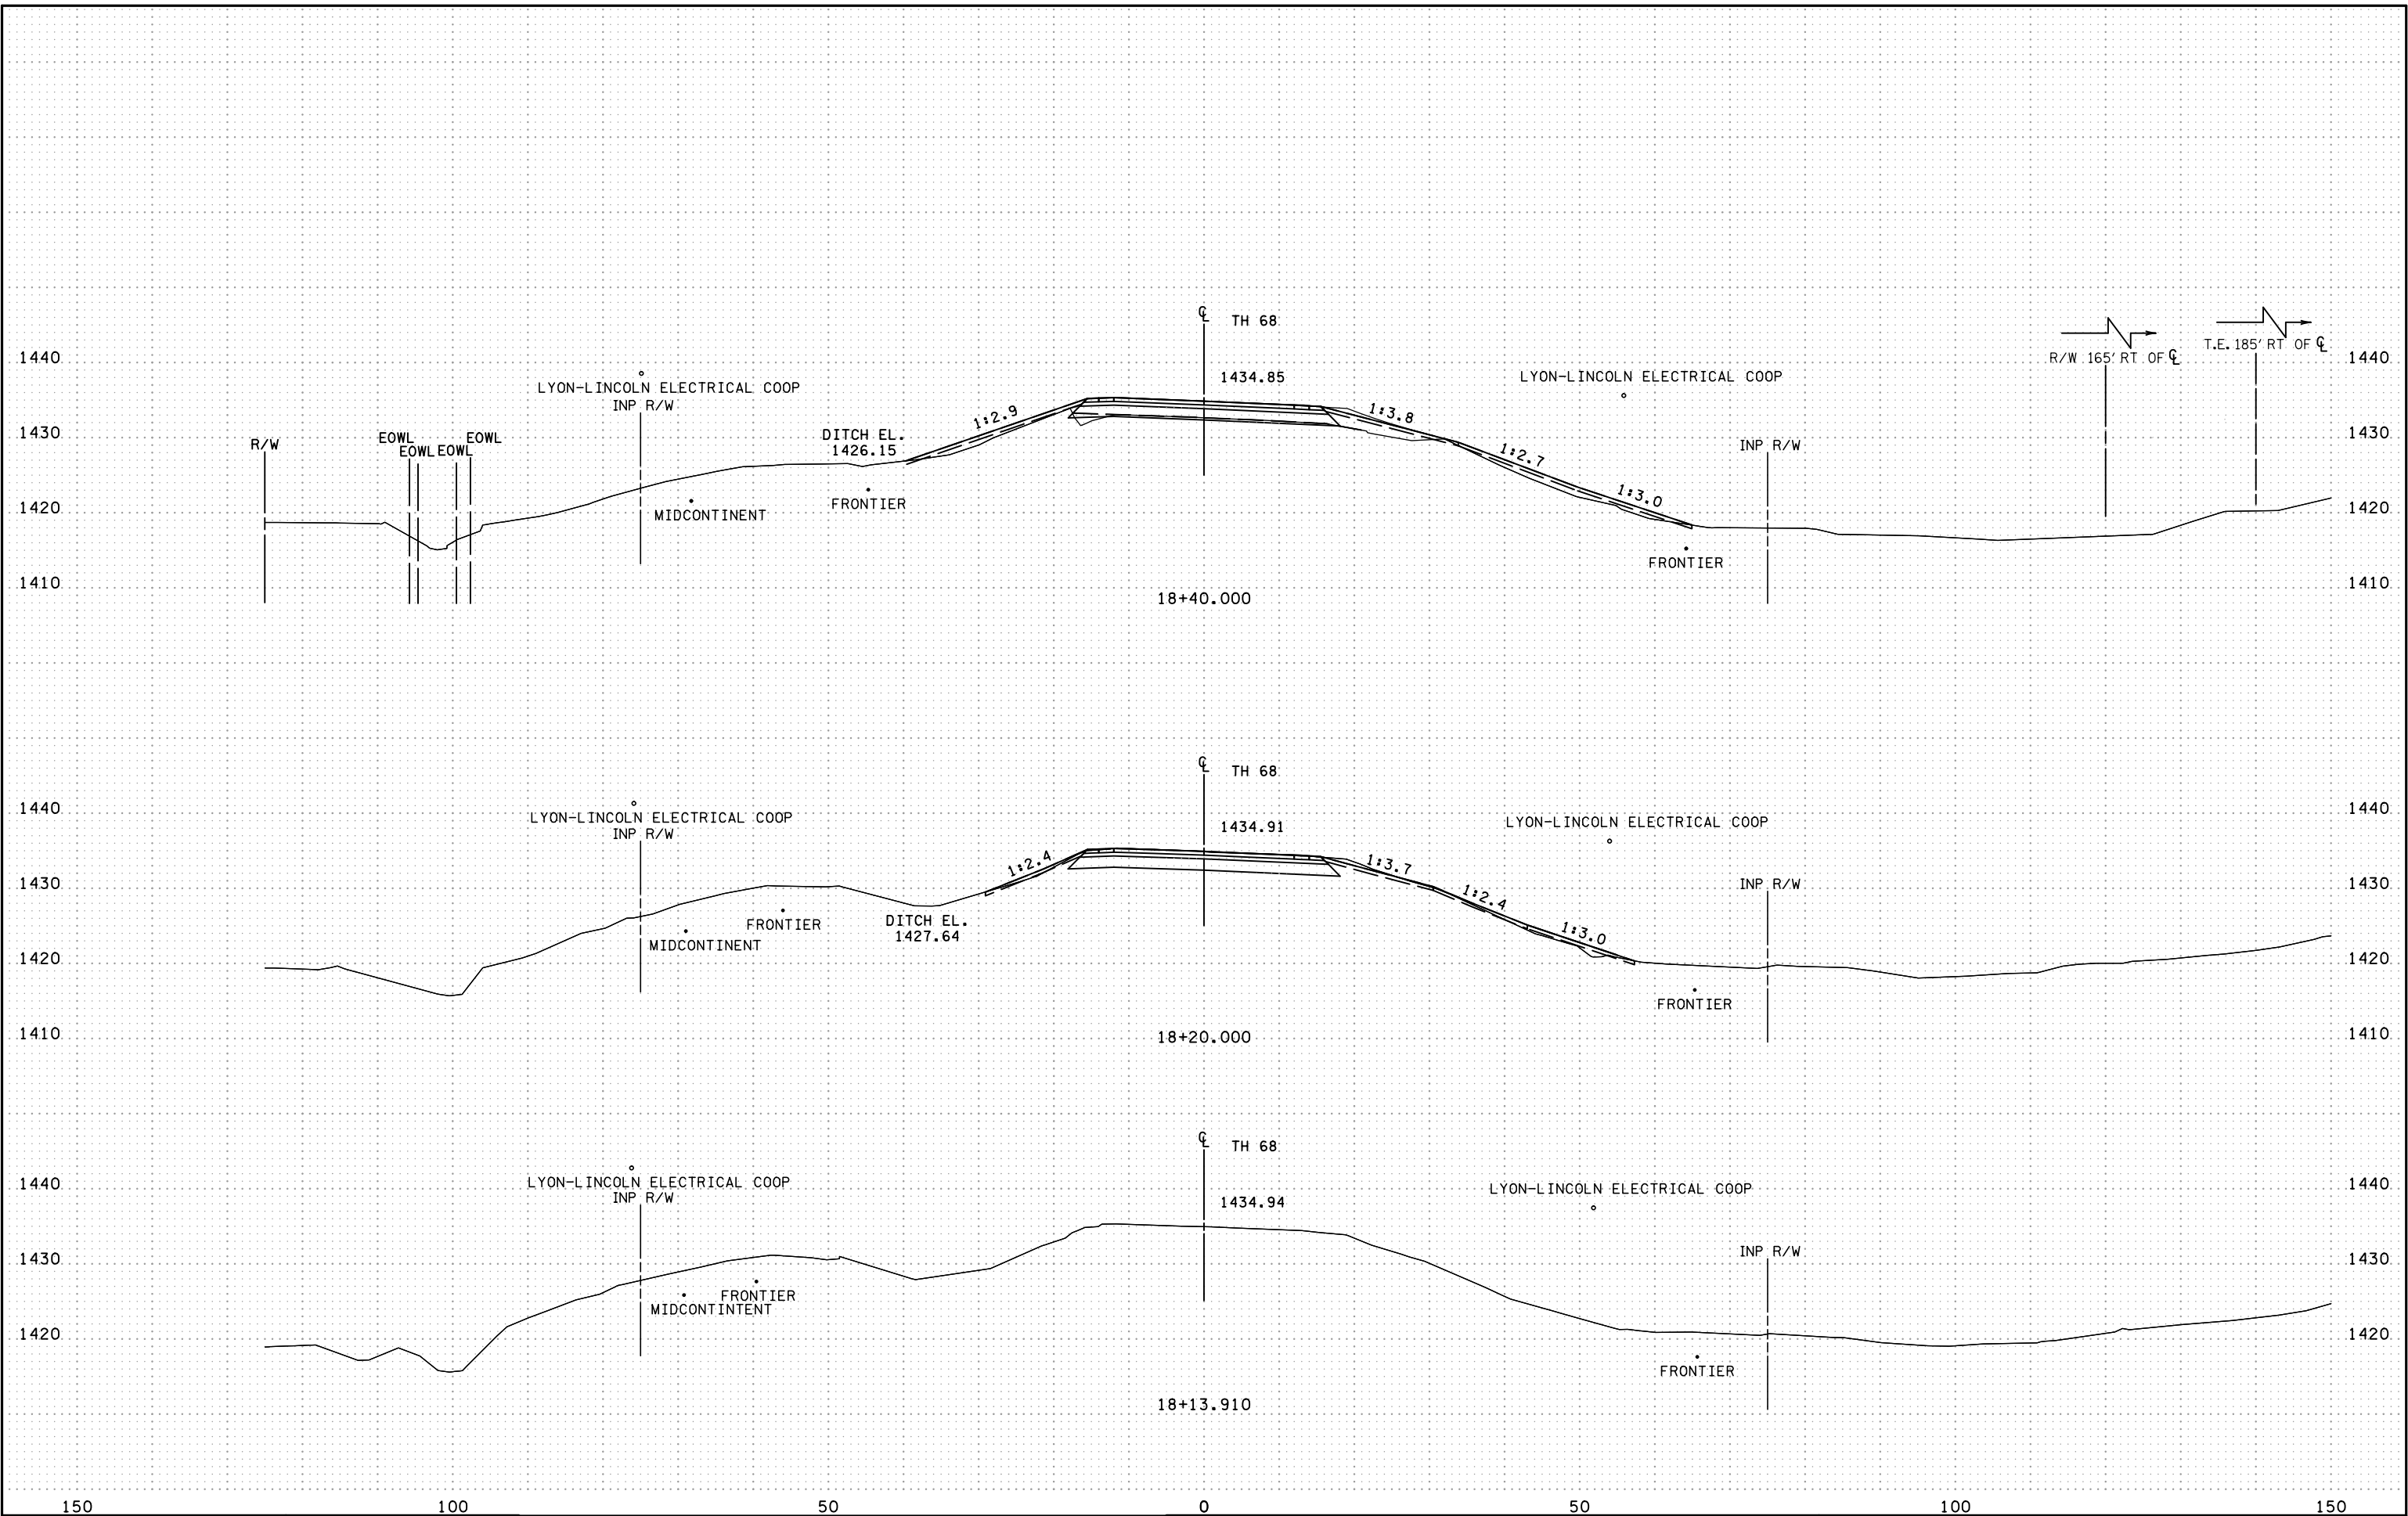 ℄ TH 68
1440 1440
R/W 165' RT OF ℄
T.E. 185' RT OF ℄
1434.85
LYON-LINCOLN ELECTRICAL COOP
INP R/W
LYON-LINCOLN ELECTRICAL COOP
1:2.9
1:3.8
1430 1430
R/W
EOWL EOWL
EOWL EOWL
DITCH EL.
1426.15
INP R/W
1:2.7
1:3.0
FRONTIER
MIDCONTINENT
1420 1420
FRONTIER
1410 1410
18+40.000
℄ TH 68
1440 1440
LYON-LINCOLN ELECTRICAL COOP
INP R/W
1434.91
LYON-LINCOLN ELECTRICAL COOP
1:2.4
1:3.7
1430 1430
INP R/W
1:2.4
1:3.0
FRONTIER
DITCH EL.
1427.64
MIDCONTINENT
1420 1420
FRONTIER
1410 1410
18+20.000
℄ TH 68
1440 1440
LYON-LINCOLN ELECTRICAL COOP
INP R/W
1434.94
LYON-LINCOLN ELECTRICAL COOP
INP R/W
1430 1430
FRONTIER
MIDCONTINTENT
1420 1420
FRONTIER
18+13.910
150 100 50 0 50 100 150